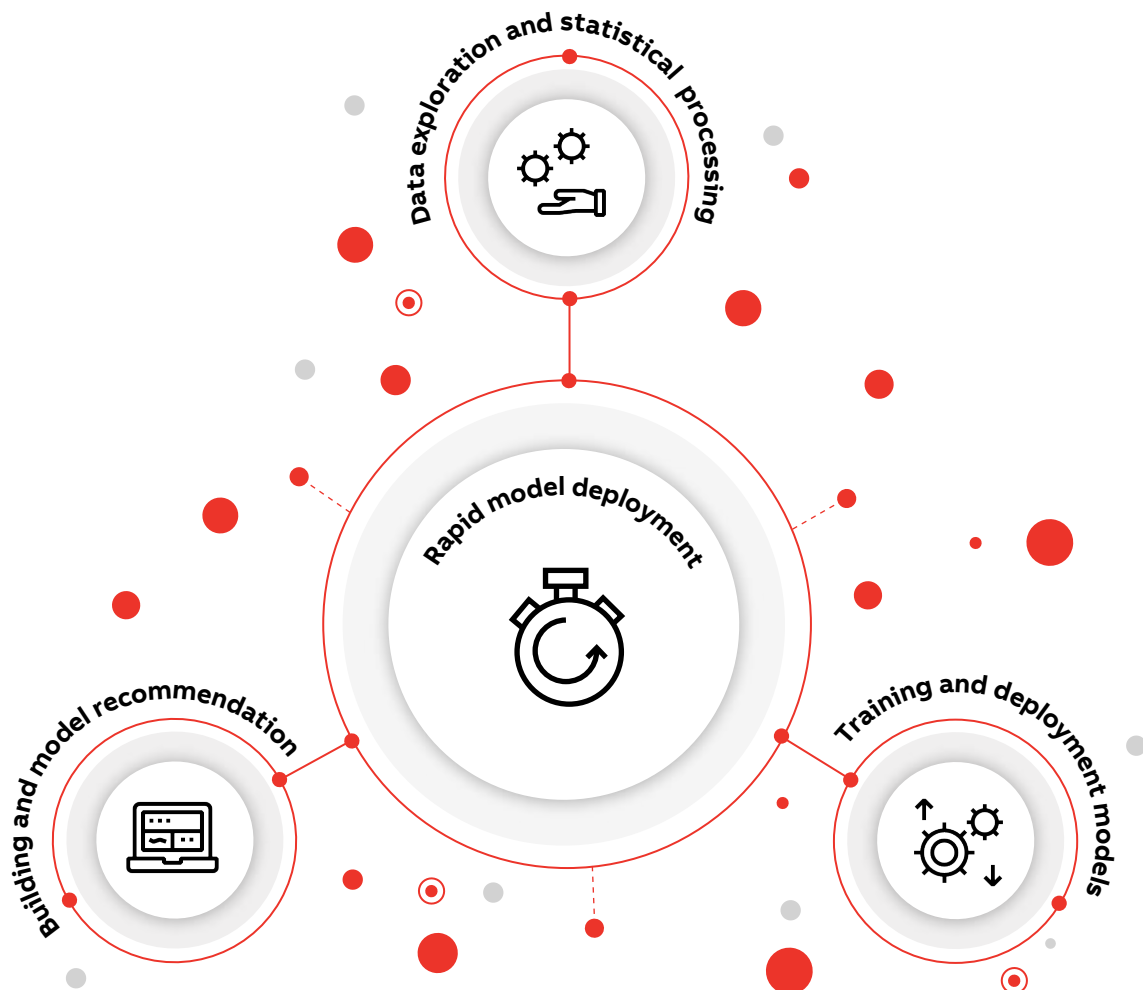 Data exploration and statistical processing
Rapid model deployment
Building and model recommendation
Training and deployment models